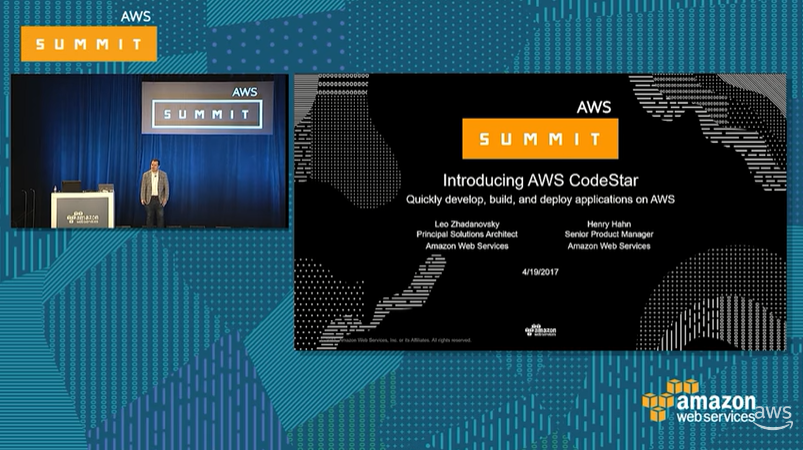 AWS
SUMMIT
AWS
SUMMIT
amazon
web services
AWS
SUMMIT
Introducing AWS CodeStar
Quickly develop, build, and deploy applications on AWS
Leo Zhadanovsky
Principal Solutions Architect
Amazon Web Services
Henry Hahn
Senior Product Manager
Amazon Web Services
4/19/2017
amazon
web services
Amazon Web Services, Inc. or its Affiliates. All rights reserved.
amazon
web services
aws